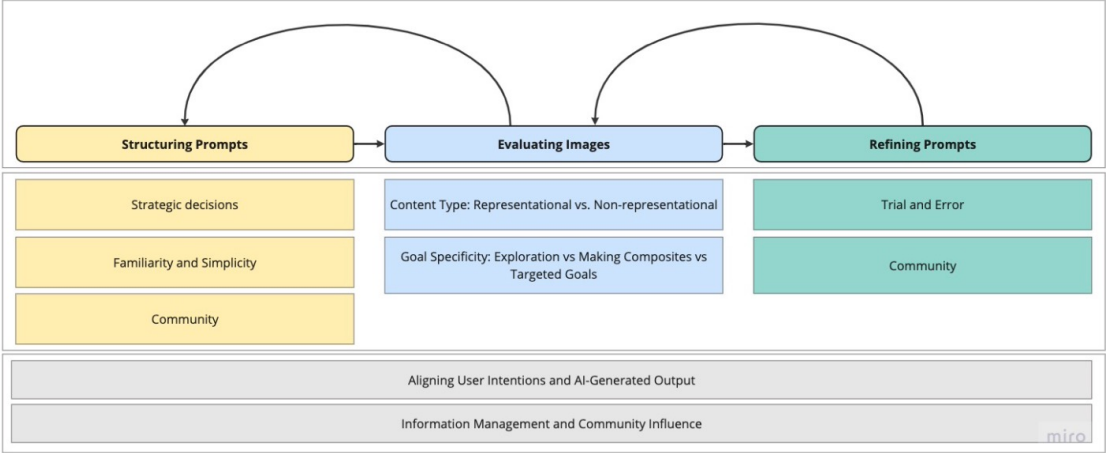 Structuring Prompts
Evaluating Images
Refining Prompts
Strategic decisions
Familiarity and Simplicity
Community
Content Type: Representational vs. Non-representational
Goal Specificity: Exploration vs Making Composites vs
Targeted Goals
Trial and Error
Community
Aligning User Intentions and AI-Generated Output
Information Management and Community Influence
miro